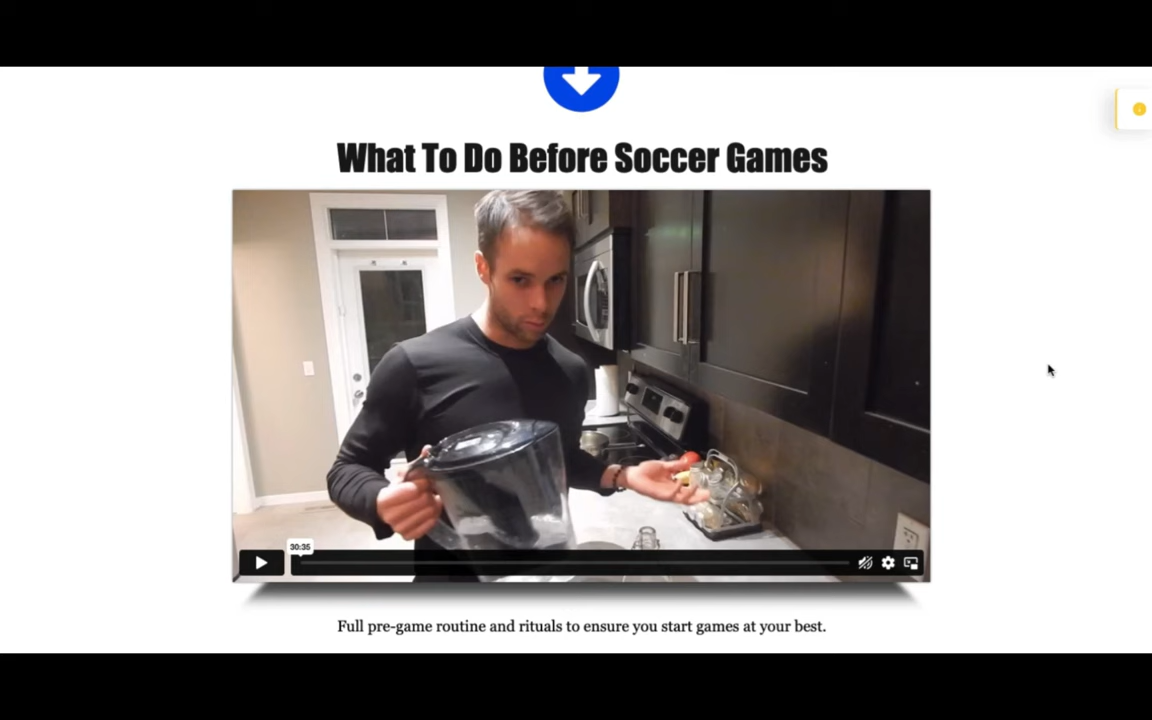 What To Do Before Soccer Games
30:35
Full pre-game routine and rituals to ensure you start games at your best.